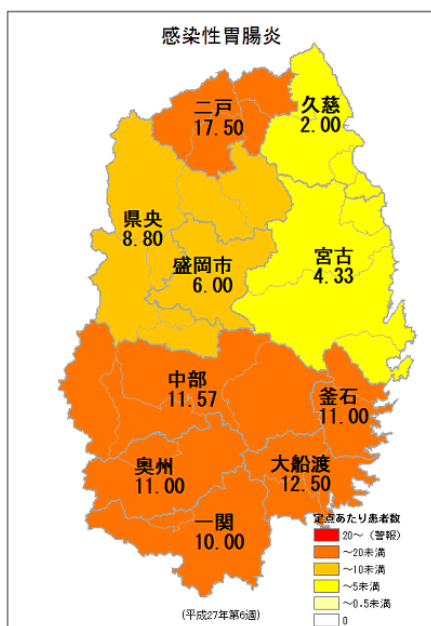 感染性胃腸炎
二戸
17.50
久慈
2.00
県央
8.80
盛岡市
6.00
宮古
4.33
中部
11.57
釜石
11.00
奥州
11.00
大船渡
12.50
一関
10.00
定点あたり患者数
20～（警報）
～20未満
～10未満
～5未満
～0.5未満
0
(平成27年第6週)